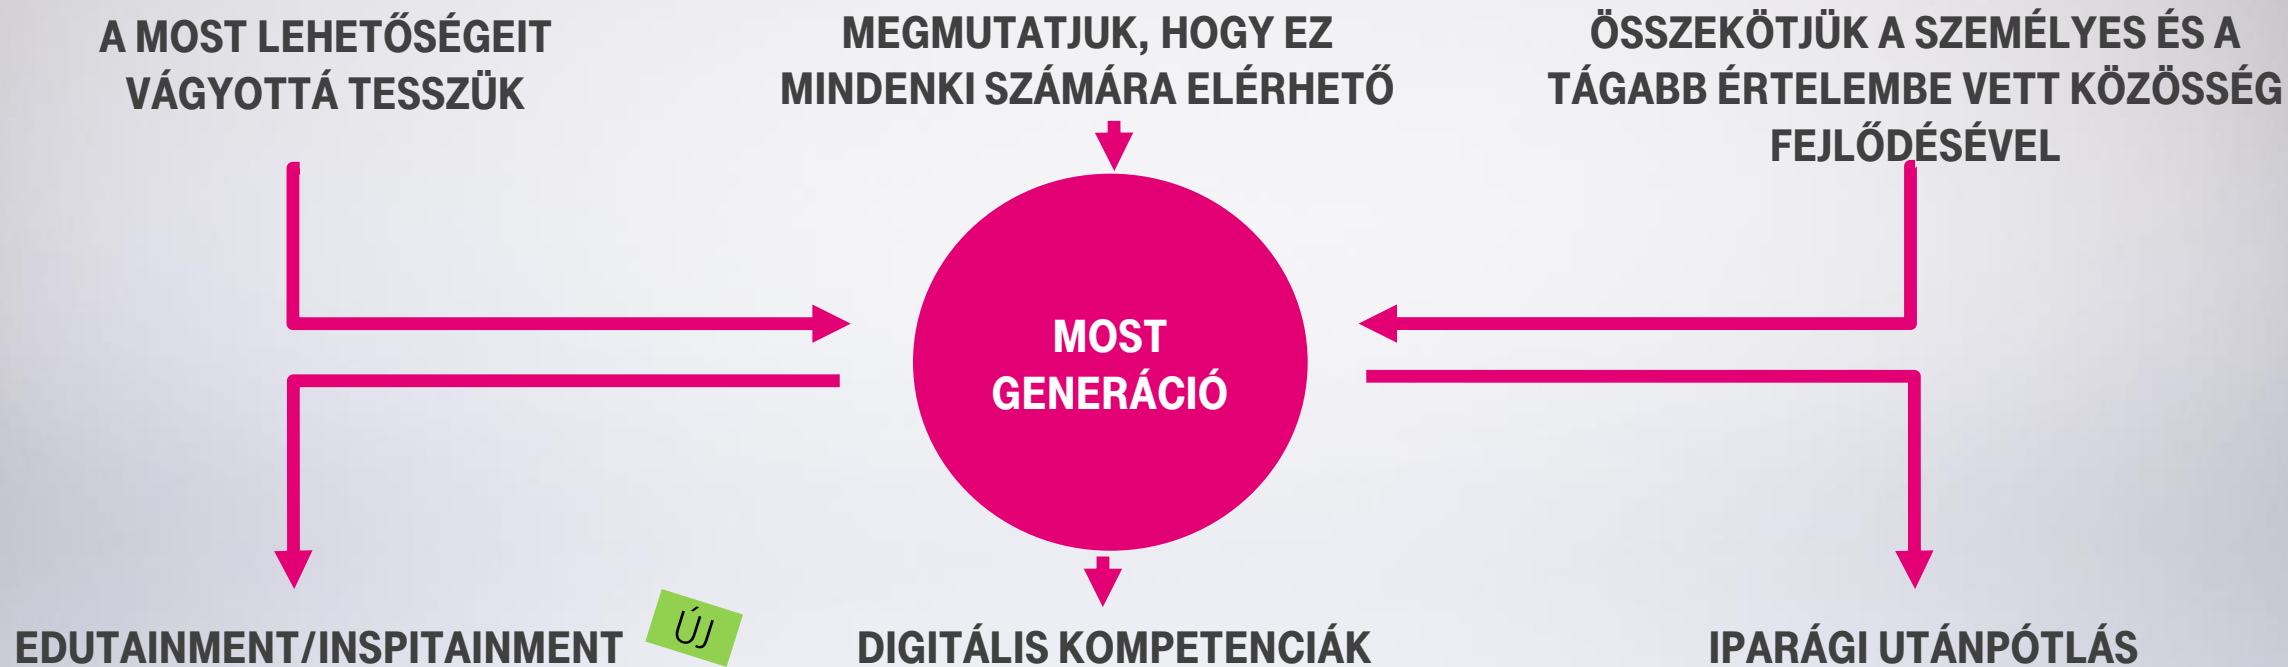 A MOST LEHETŐSÉGEIT
VÁGYOTTÁ TESSZÜK
MEGMUTATJUK, HOGY EZ
MINDENKI SZÁMÁRA ELÉRHETŐ
ÖSSZEKÖTJÜK A SZEMÉLYES ÉS A
TÁGABB ÉRTELEMBE VETT KÖZÖSSÉG
FEJLŐDÉSÉVEL
MOST
GENERÁCIÓ
EDUTAINMENT/INSPITAINMENT
ÚJ
DIGITÁLIS KOMPETENCIÁK
IPARÁGI UTÁNPÓTLÁS